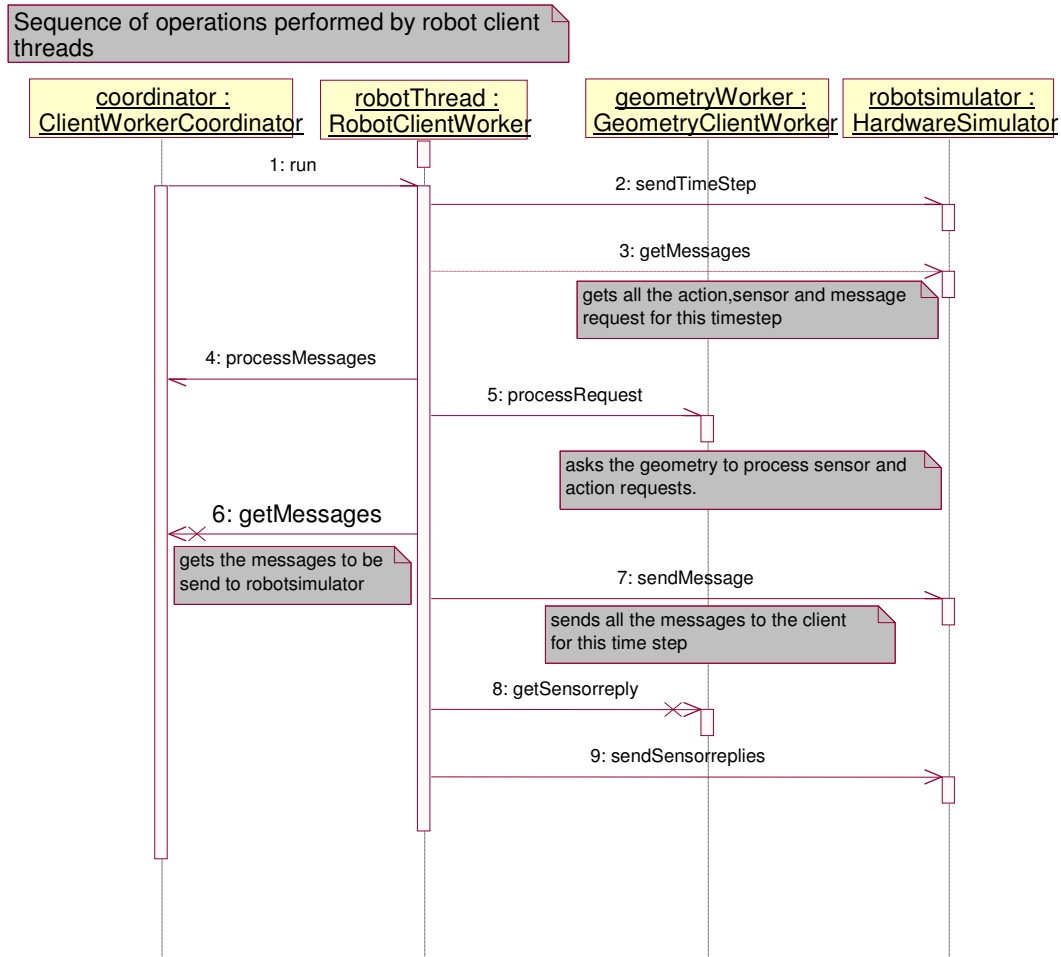 Sequence of operations performed by robot client
threads
coordinator :
ClientWorkerCoordinator
robotThread :
RobotClientWorker
geometryWorker :
GeometryClientWorker
robotsimulator :
HardwareSimulator
1: run
2: sendTimeStep
3: getMessages
gets all the action,sensor and message
request for this timestep
4: processMessages
5: processRequest
asks the geometry to process sensor and
action requests.
6: getMessages
gets the messages to be
send to robotsimulator
7: sendMessage
sends all the messages to the client
for this time step
8: getSensorreply
9: sendSensorreplies